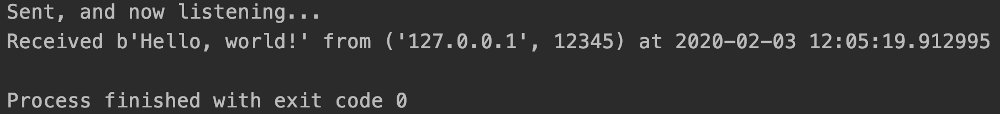 Sent, and now listening...
Received b'Hello, world!' from ('127.0.0.1', 12345) at 2020-02-03 12:05:19.912995
Process finished with exit code 0